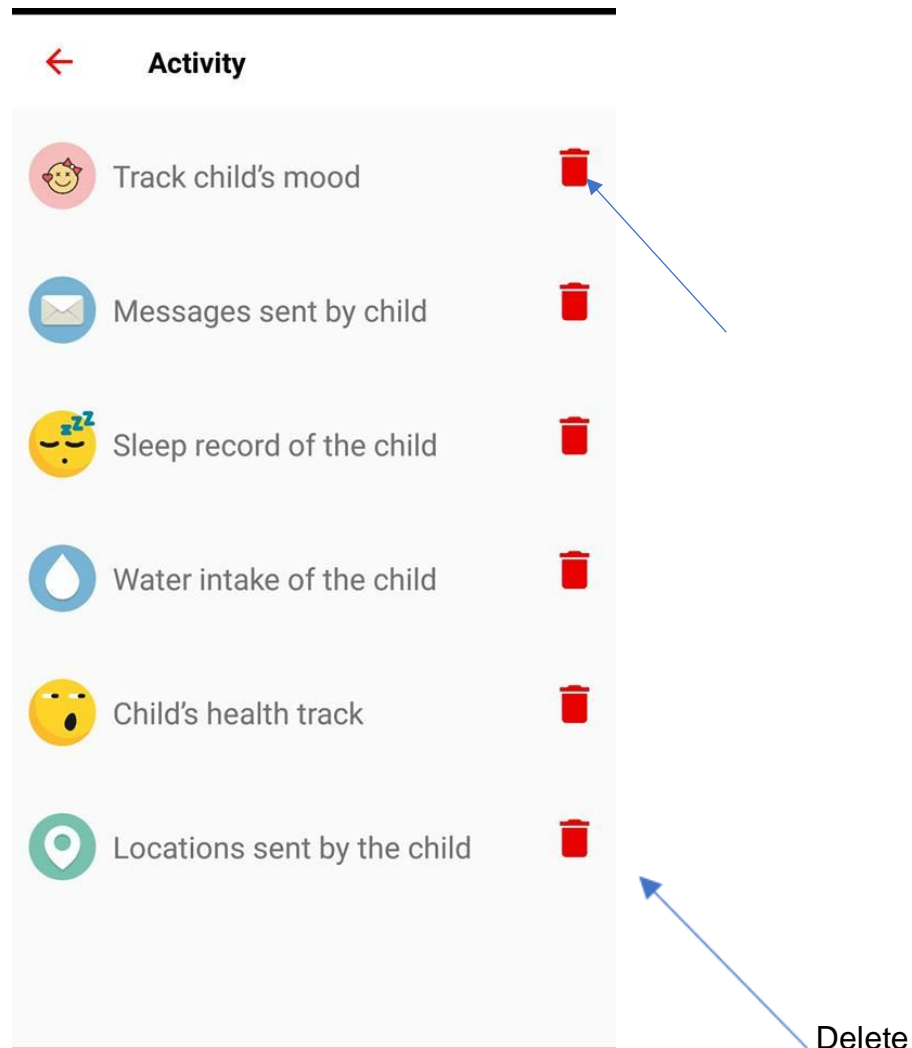 Activity
Track child's mood
Messages sent by child
zzz
Sleep record of the child
Water intake of the child
Child's health track
Locations sent by the child
Delete